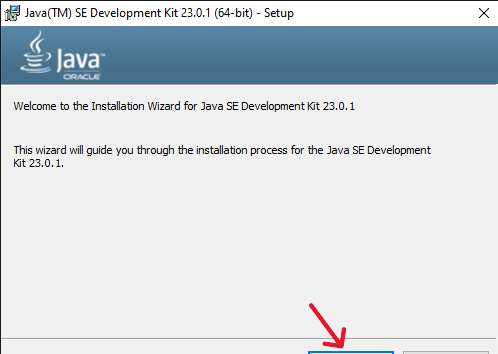 Java(TM) SE Development Kit 23.0.1 (64-bit) - Setup
Java™
ORACLE
Welcome to the Installation Wizard for Java SE Development Kit 23.0.1
This wizard will guide you through the installation process for the Java SE Development
Kit 23.0.1.